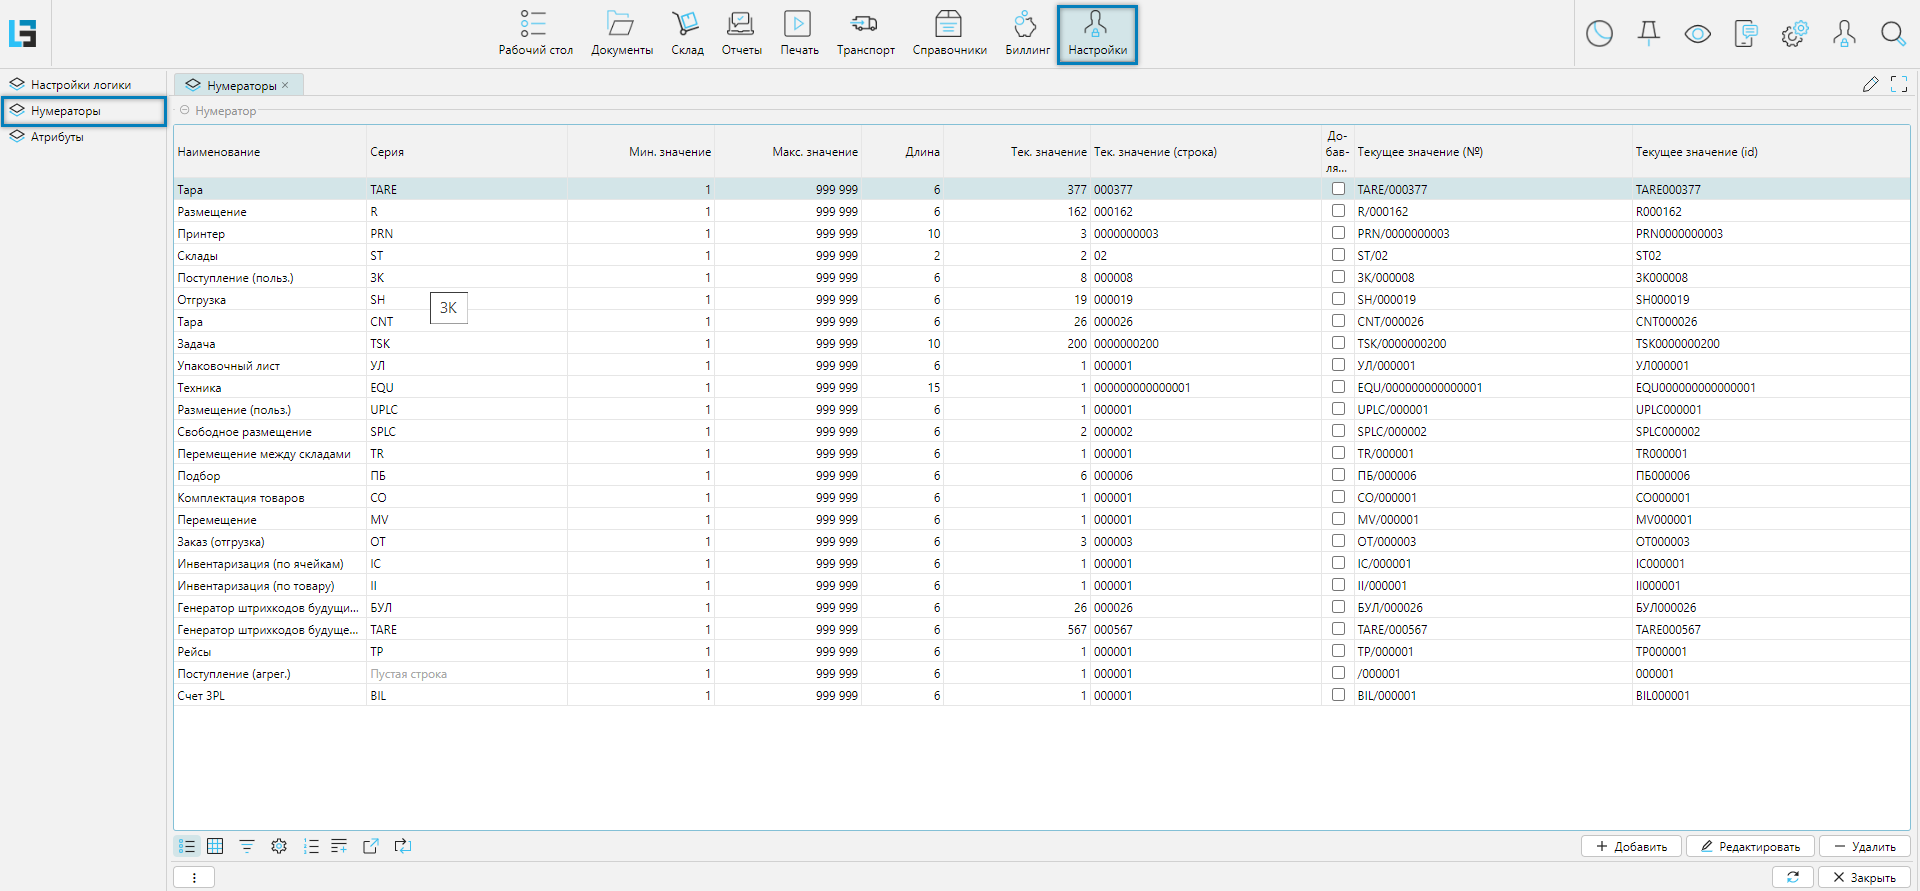 Рабочий стол Документы Склад Отчеты Печать Транспорт Справочники Биллинг Настройки
Настройки логики
Нумераторы
Атрибуты
Нумераторы ×
Нумератор
Наименование Серия Мин. значение Макс. значение Длина Тек. значение Тек. значение (строка) До-бав-ля... Текущее значение (№) Текущее значение (id)
Тара TARE 1 999 999 6 377 000377 TARE/000377 TARE000377
Размещение R 1 999 999 6 162 000162 R/000162 R000162
Принтер PRN 1 999 999 10 3 0000000003 PRN/0000000003 PRN0000000003
Склады ST 1 999 999 2 2 02 ST/02 ST02
Поступление (польз.) ЗК 1 999 999 6 8 000008 ЗК/000008 ЗК000008
Отгрузка SH 1 999 999 6 19 000019 SH/000019 SH000019
ЗК
Тара CNT 1 999 999 6 26 000026 CNT/000026 CNT000026
Задача TSK 1 999 999 10 200 0000000200 TSK/0000000200 TSK0000000200
Упаковочный лист УЛ 1 999 999 6 1 000001 УЛ/000001 УЛ000001
Техника EQU 1 999 999 15 1 000000000000001 EQU/000000000000001 EQU000000000000001
Размещение (польз.) UPLC 1 999 999 6 1 000001 UPLC/000001 UPLC000001
Свободное размещение SPLC 1 999 999 6 2 000002 SPLC/000002 SPLC000002
Перемещение между складами TR 1 999 999 6 1 000001 TR/000001 TR000001
Подбор ПБ 1 999 999 6 6 000006 ПБ/000006 ПБ000006
Комплектация товаров CO 1 999 999 6 1 000001 CO/000001 CO000001
Перемещение MV 1 999 999 6 1 000001 MV/000001 MV000001
Заказ (отгрузка) ОТ 1 999 999 6 3 000003 ОТ/000003 ОТ000003
Инвентаризация (по ячейкам) IC 1 999 999 6 1 000001 IC/000001 IC000001
Инвентаризация (по товару) II 1 999 999 6 1 000001 II/000001 II000001
Генератор штрихкодов будущи... БУЛ 1 999 999 6 26 000026 БУЛ/000026 БУЛ000026
Генератор штрихкодов будуще... TARE 1 999 999 6 567 000567 TARE/000567 TARE000567
Рейсы TP 1 999 999 6 1 000001 TP/000001 TP000001
Поступление (агрег.) Пустая строка 1 999 999 6 1 000001 /000001 000001
Счет 3PL BIL 1 999 999 6 1 000001 BIL/000001 BIL000001
Добавить Редактировать Удалить
Закрыть